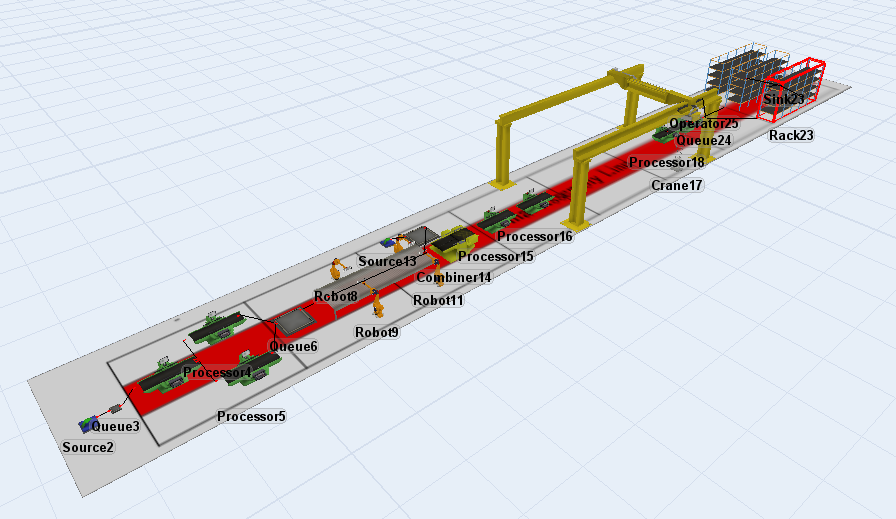 Sink23
Operator25
Rack23
Queue24
Processor18
Crane17
Processor16
Processor15
Source13
Combiner14
Robot8
Robot11
Robot9
Queue6
Processor4
Processor5
Queue3
Source2